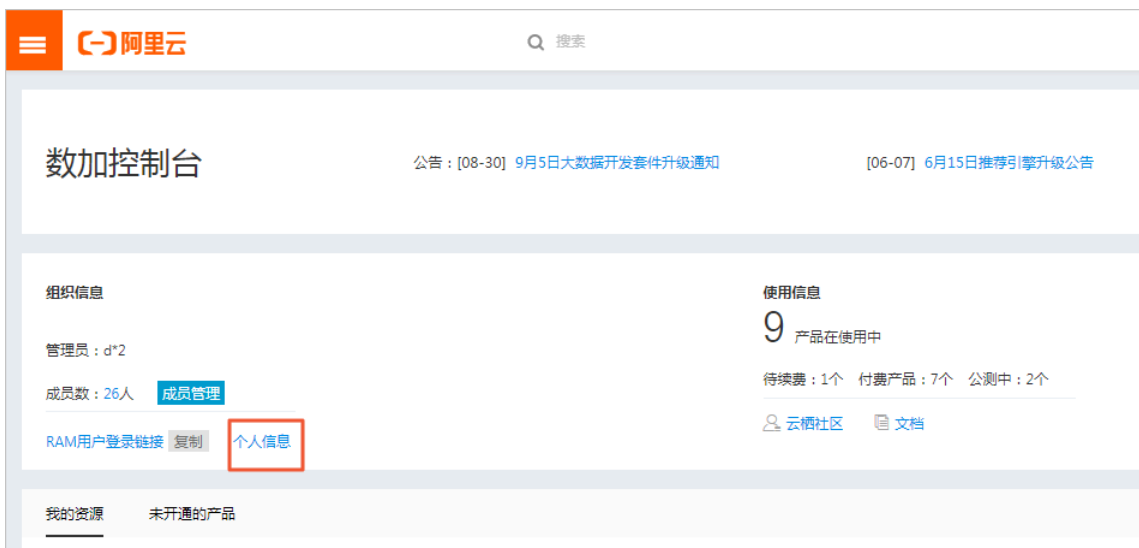 阿里云 搜索
数加控制台 公告：[08-30] 9月5日大数据开发套件升级通知 [06-07] 6月15日推荐引擎升级公告
组织信息 使用信息
9 产品在使用中
管理员：d*2
待续费：1个 付费产品：7个 公测中：2个
成员数：26人 成员管理
云栖社区 文档
RAM用户登录链接 复制 个人信息
我的资源 未开通的产品